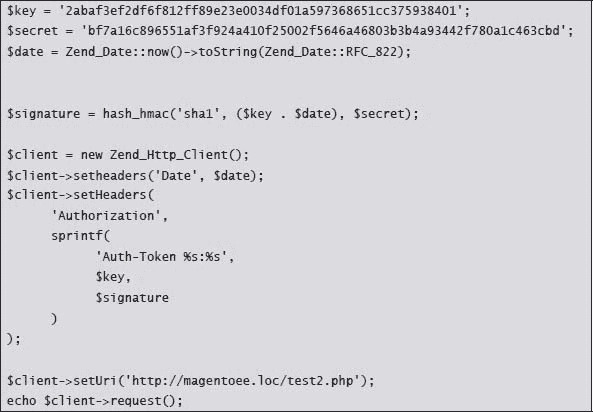 $key = '2abaf3ef2df6f812ff89e23e0034df01a597368651cc375938401';
$secret = 'bf7a16c896551af3f924a410f25002f5646a46803b3b4a93442f780a1c463cbd';
$date = Zend_Date::now()->toString(Zend_Date::RFC_822);
$signature = hash_hmac('sha1', ($key . $date), $secret);
$client = new Zend_Http_Client();
$client->setheaders('Date', $date);
$client->setHeaders(
'Authorization',
sprintf(
'Auth-Token %s:%s',
$key,
$signature
)
);
$client->setUri('http://magentoee.loc/test2.php');
echo $client->request();